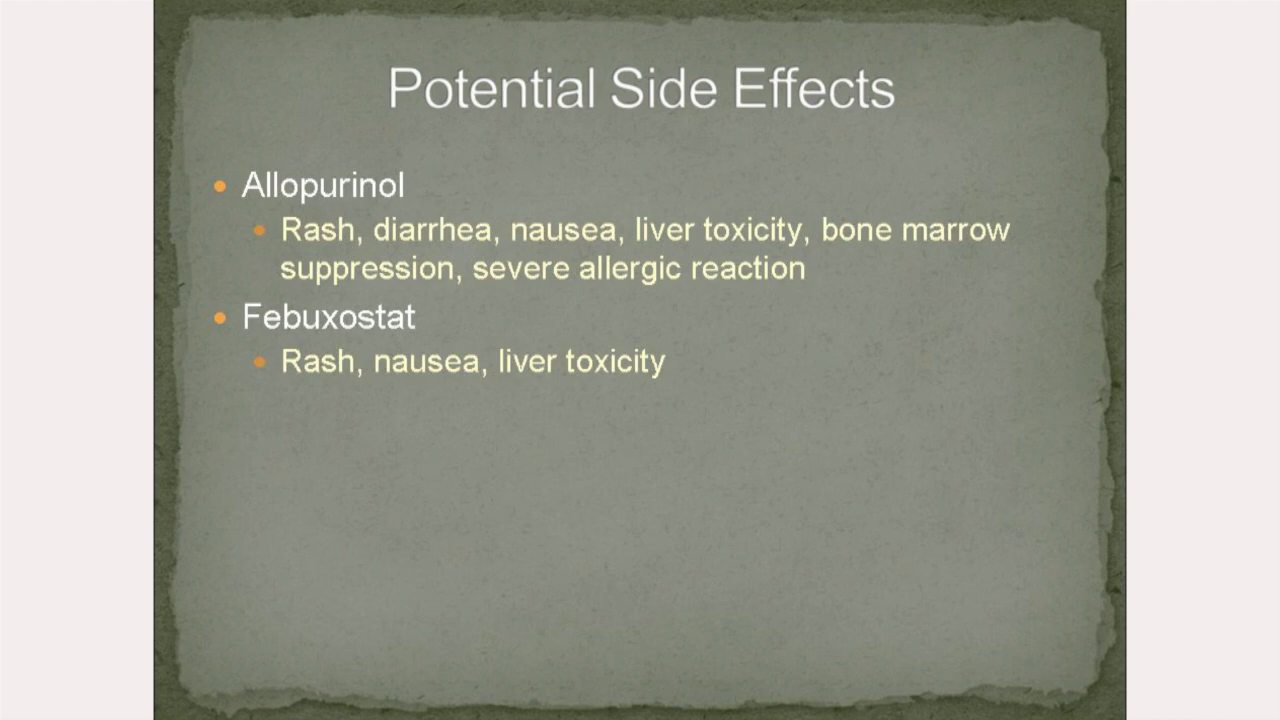 Potential Side Effects
Allopurinol
Rash, diarrhea, nausea, liver toxicity, bone marrow
suppression, severe allergic reaction
Febuxostat
Rash, nausea, liver toxicity